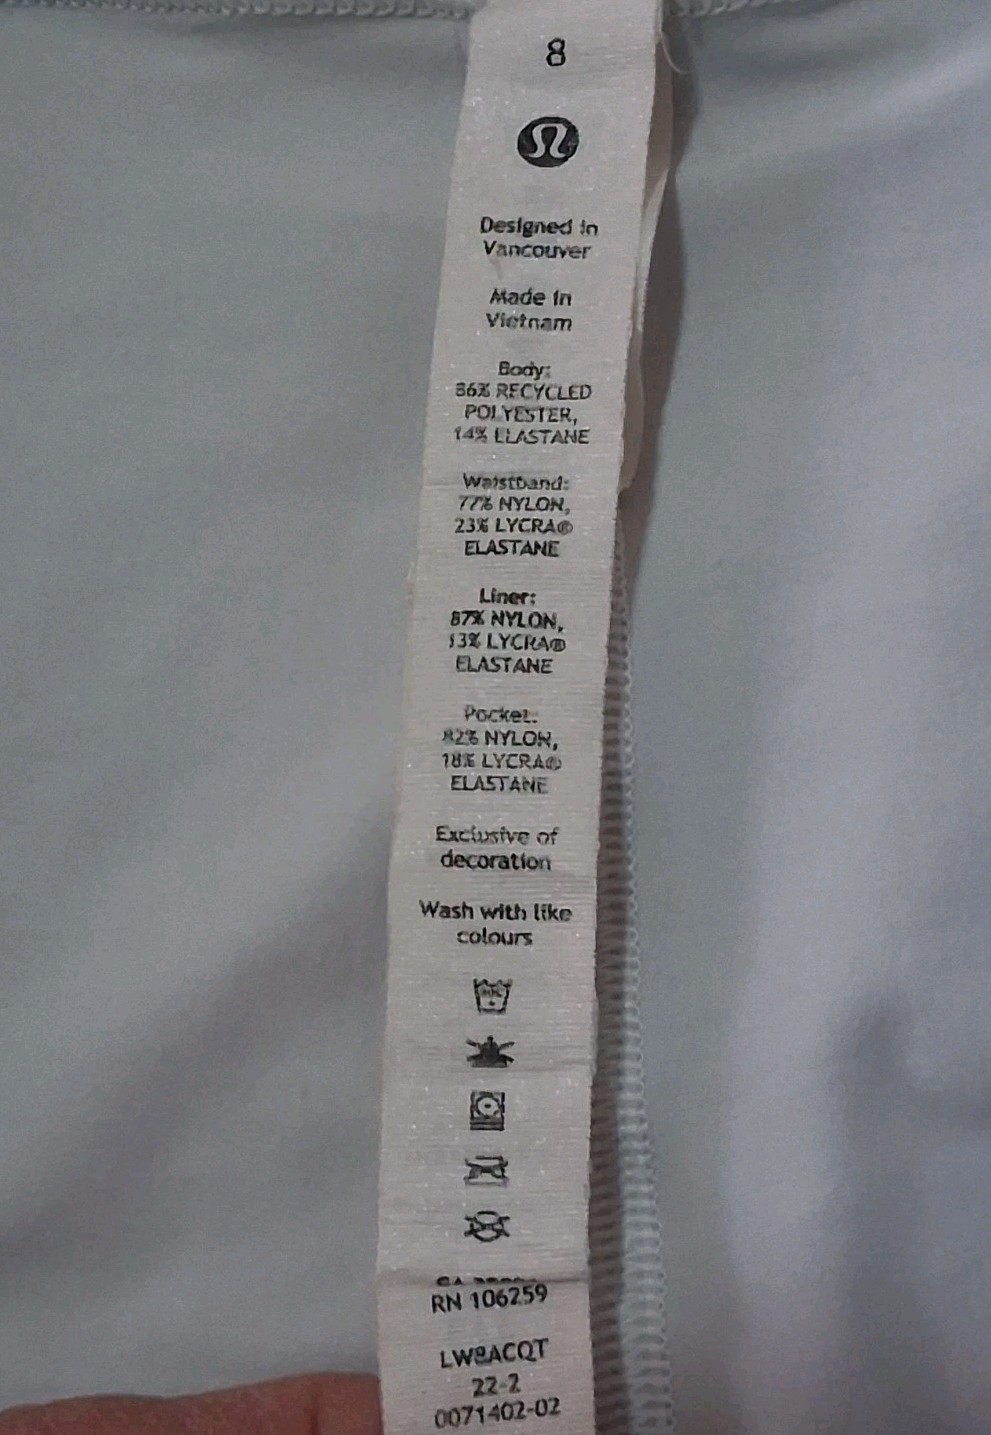 8
Designed in
Vancouver
Made in
Vietnam
Body:
86% RECYCLED
POLYESTER,
14% ELASTANE
Waistband:
77% NYLON,
23% LYCRA®
ELASTANE
Liner:
87% NYLON,
13% LYCRA®
ELASTANE
Pocket:
82% NYLON,
18% LYCRA®
ELASTANE
Exclusive of
decoration
Wash with like
colours
RN 106259
LW8ACQT
22-2
0071402-02